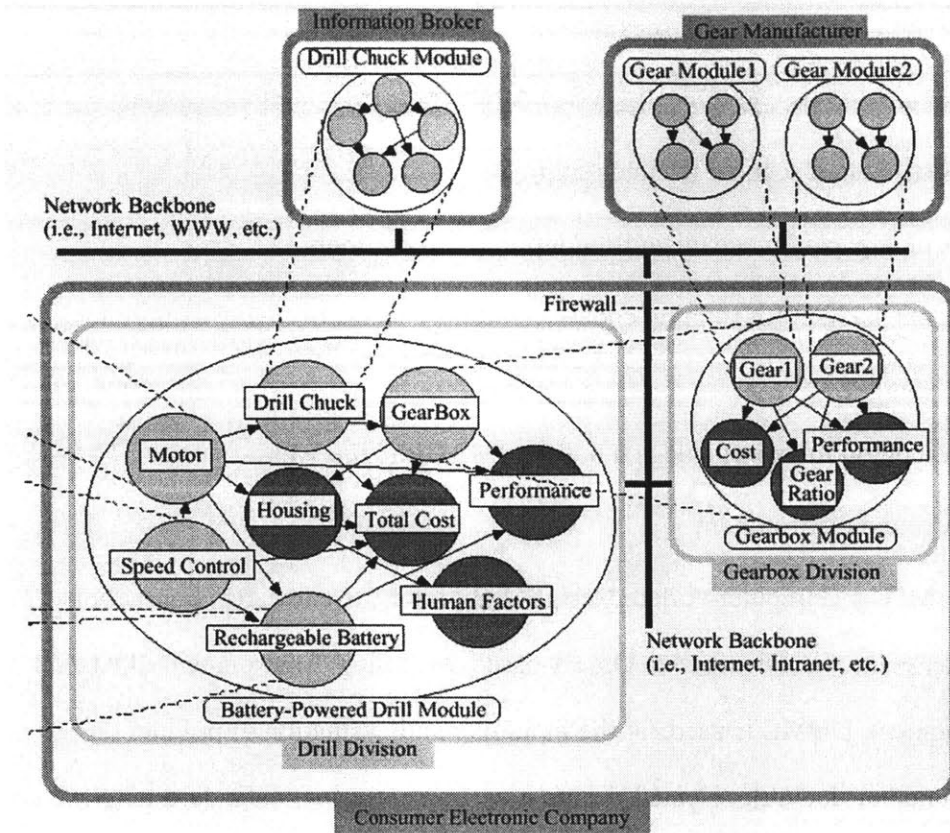 Information Broker
Gear Manufacturer
Drill Chuck Module
Gear Module1
Gear Module2
Network Backbone
(i.e., Internet, WWW, etc.)
Firewall
Drill Chuck
GearBox
Motor
Housing
Total Cost
Performance
Speed Control
Human Factors
Rechargeable Battery
Battery-Powered Drill Module
Drill Division
Gear1
Gear2
Cost
Performance
Gear
Ratio
Gearbox Module
Gearbox Division
Network Backbone
(i.e., Internet, Intranet, etc.)
Consumer Electronic Company